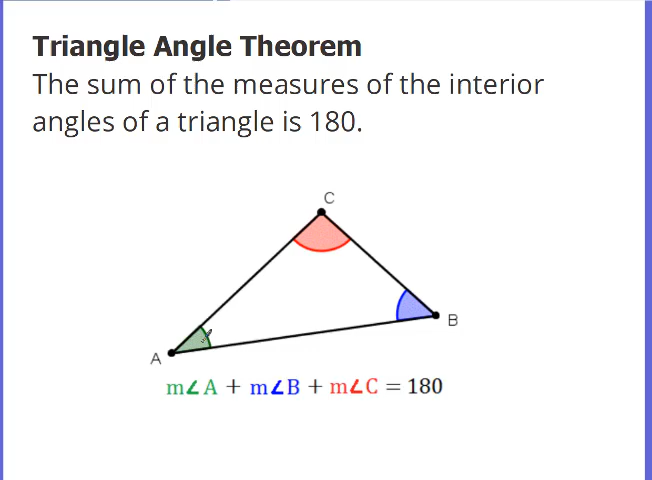 Triangle Angle Theorem
The sum of the measures of the interior
angles of a triangle is 180.
C
B
A
m∠A + m∠B + m∠C = 180